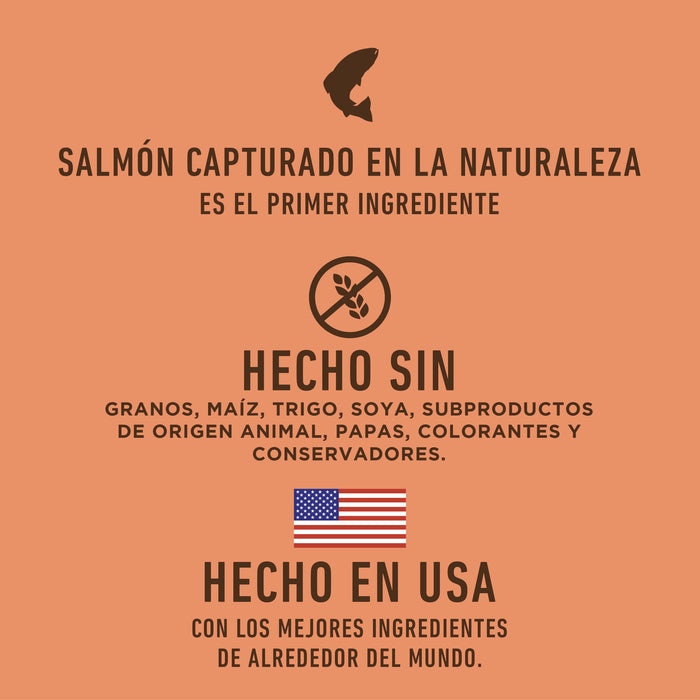 SALMÓN CAPTURADO EN LA NATURALEZA
ES EL PRIMER INGREDIENTE
HECHO SIN
GRANOS, MAÍZ, TRIGO, SOYA, SUBPRODUCTOS
DE ORIGEN ANIMAL, PAPAS, COLORANTES Y
CONSERVADORES.
HECHO EN USA
CON LOS MEJORES INGREDIENTES
DE ALREDEDOR DEL MUNDO.